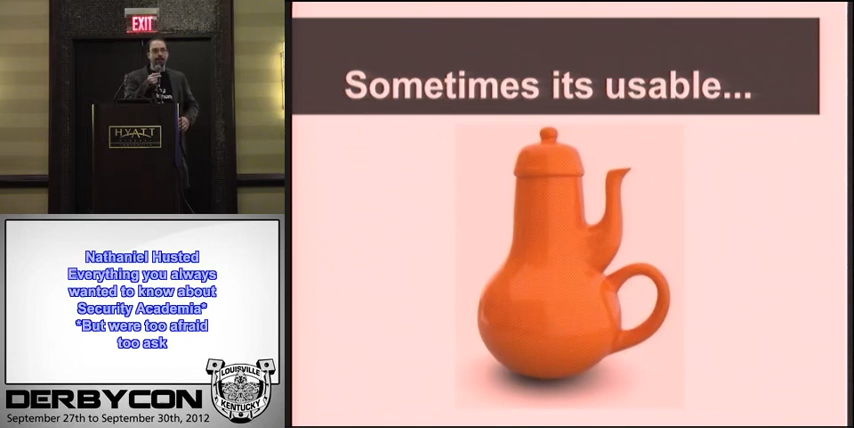 EXIT
HYATT
Sometimes its usable...
Nathaniel Husted
Everything you always
wanted to know about
Security Academia*
*But were too afraid
too ask
LOUISVILLE
KENTUCKY
DERBYCON
September 27th to September 30th, 2012